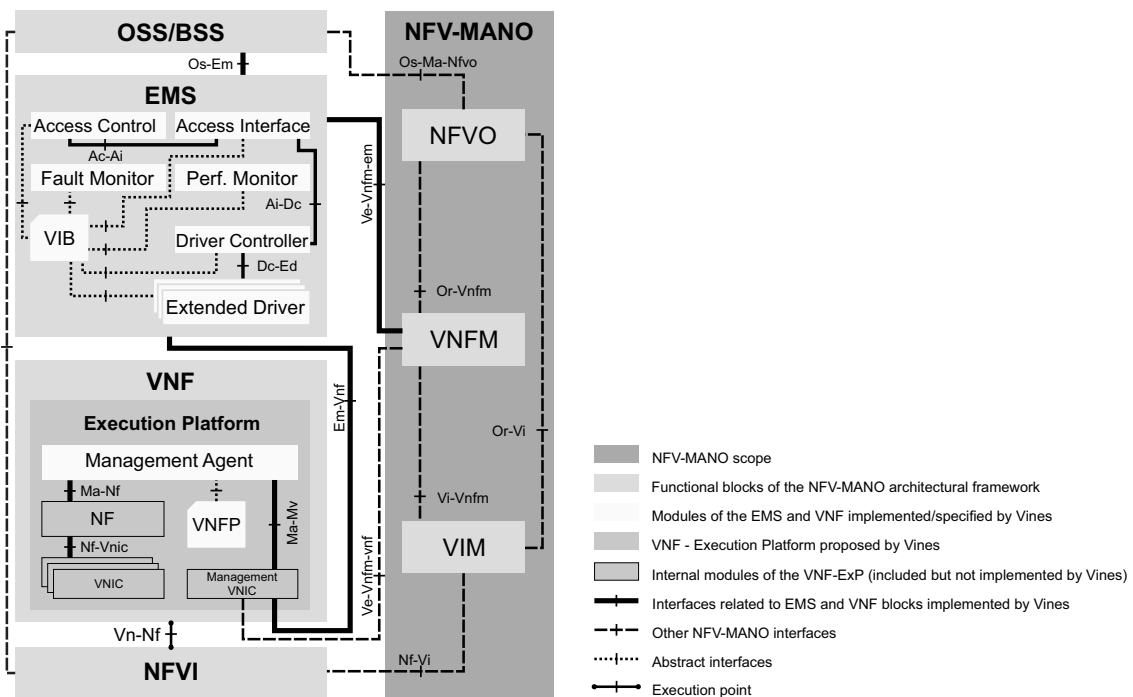 OSS/BSS
NFV-MANO
Os-Em
Os-Ma-Nfvo
EMS
Access Control
Access Interface
NFVO
Ac-Ai
Fault Monitor
Perf. Monitor
Ve-Vnfm-em
Ai-Dc
VIB
Driver Controller
Dc-Ed
Or-Vnfm
Extended Driver
VNFM
VNF
Em-Vnf
Execution Platform
Or-Vi
Management Agent
Ma-Nf
Vi-Vnfm
NF
VNFP
Ma-Mv
Nf-Vnic
VIM
VNIC
Management
VNIC
Ve-Vnfm-vnf
Vn-Nf
NFVI
Nf-Vi
NFV-MANO scope
Functional blocks of the NFV-MANO architectural framework
Modules of the EMS and VNF implemented/specified by Vines
VNF - Execution Platform proposed by Vines
Internal modules of the VNF-ExP (included but not implemented by Vines)
Interfaces related to EMS and VNF blocks implemented by Vines
Other NFV-MANO interfaces
Abstract interfaces
Execution point